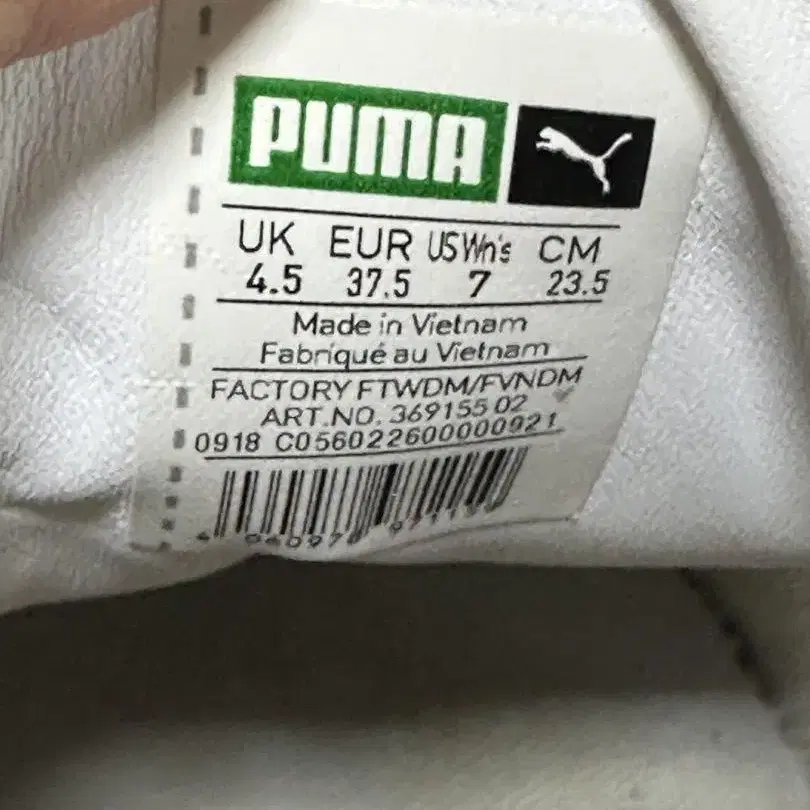 PUMA
UK EUR US Wn's CM
4.5 37.5 7 23.5
Made in Vietnam
Fabriqué au Vietnam
FACTORY FTWDM/FVNDM
ART.NO. 369155 02
0918 C056022600000921